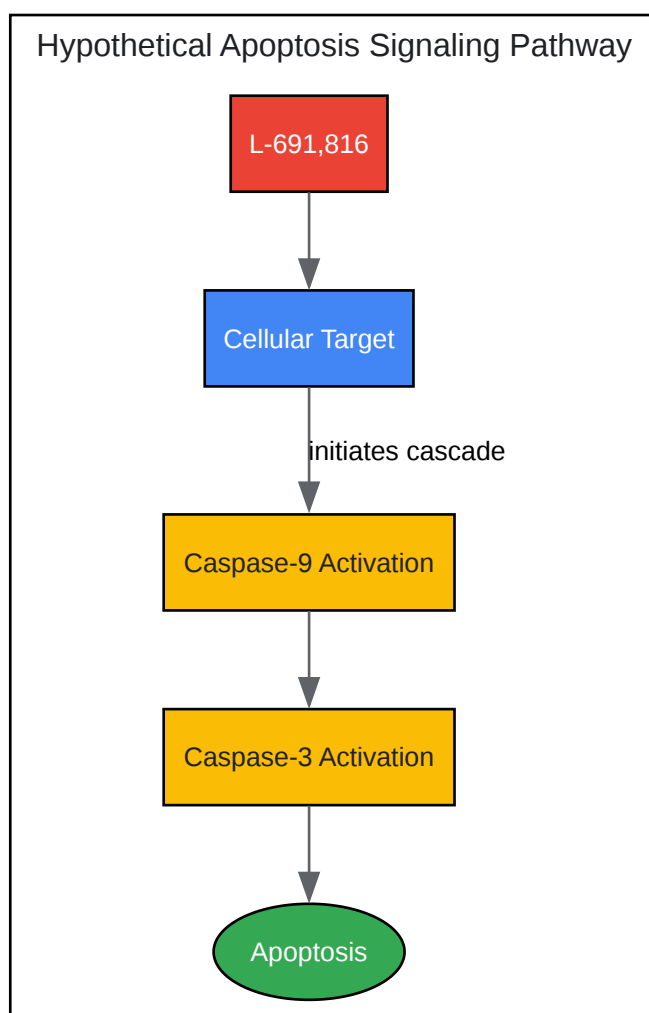 Hypothetical Apoptosis Signaling Pathway
L-691,816
Cellular Target
initiates cascade
Caspase-9 Activation
Caspase-3 Activation
Apoptosis